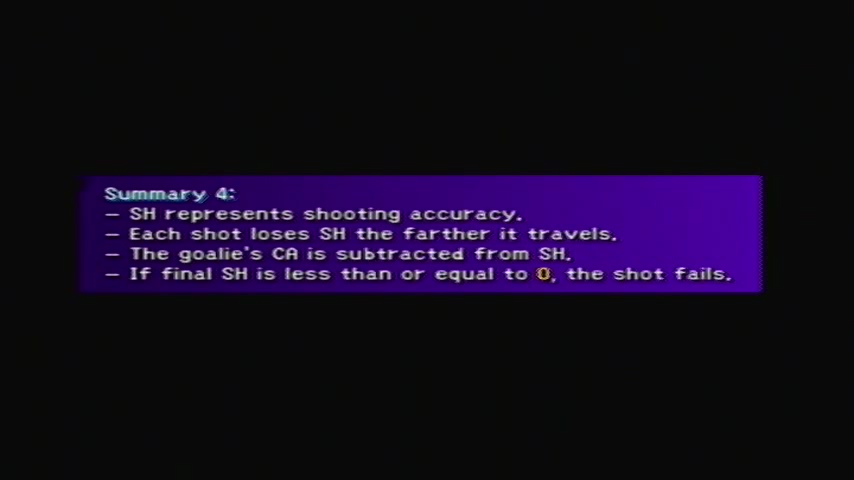 Summary 4:
– SH represents shooting accuracy.
– Each shot loses SH the farther it travels.
– The goalie's CA is subtracted from SH.
– If final SH is less than or equal to 0, the shot fails.